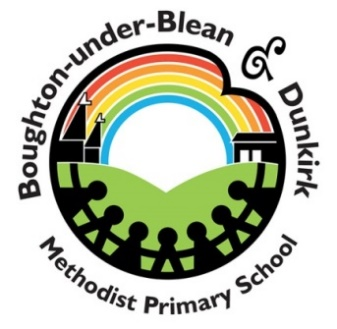 Boughton-under-Blean & Dunkirk
Methodist Primary School